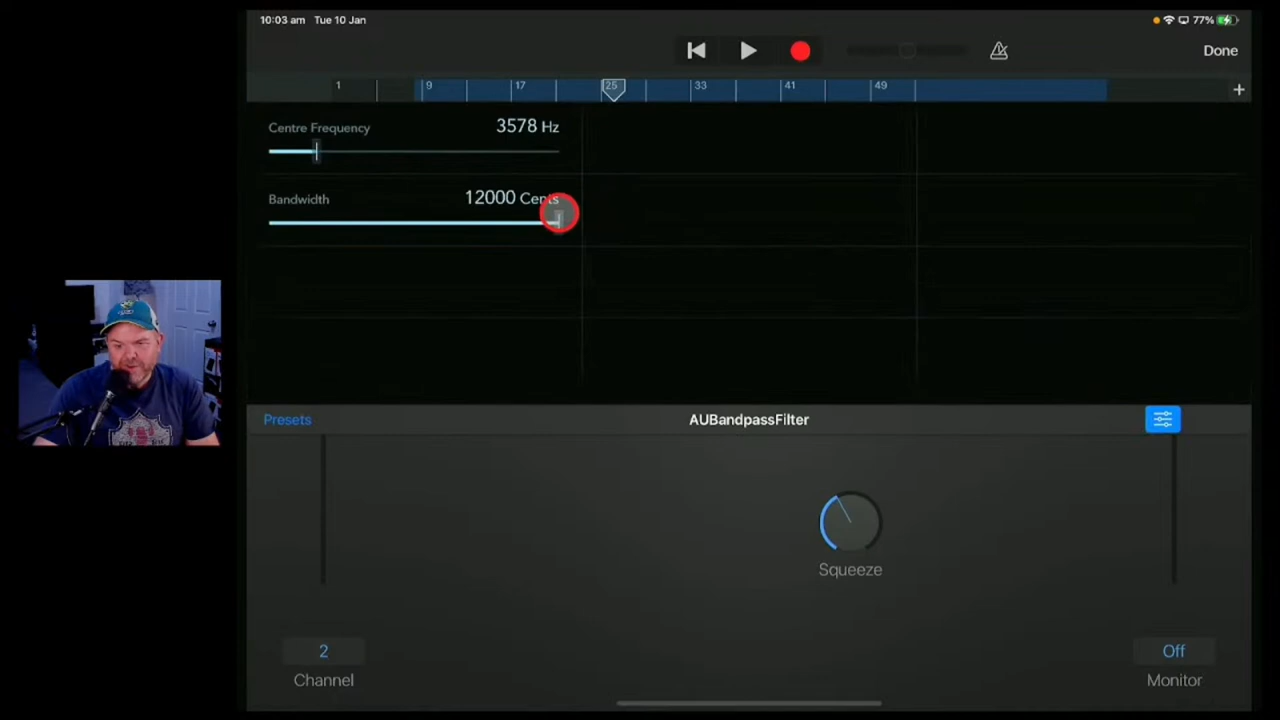 10:03 am Tue 10 Jan
77%
Done
1 9 17 25 33 41 49
Centre Frequency 3578 Hz
Bandwidth 12000 Cents
Presets AUBandpassFilter
Squeeze
2 Off
Channel Monitor